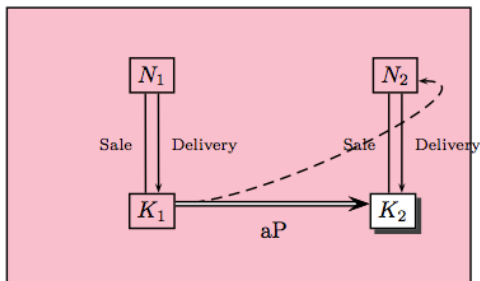 N₁ N₂
Sale Delivery Sale Delivery
K₁ K₂
aP